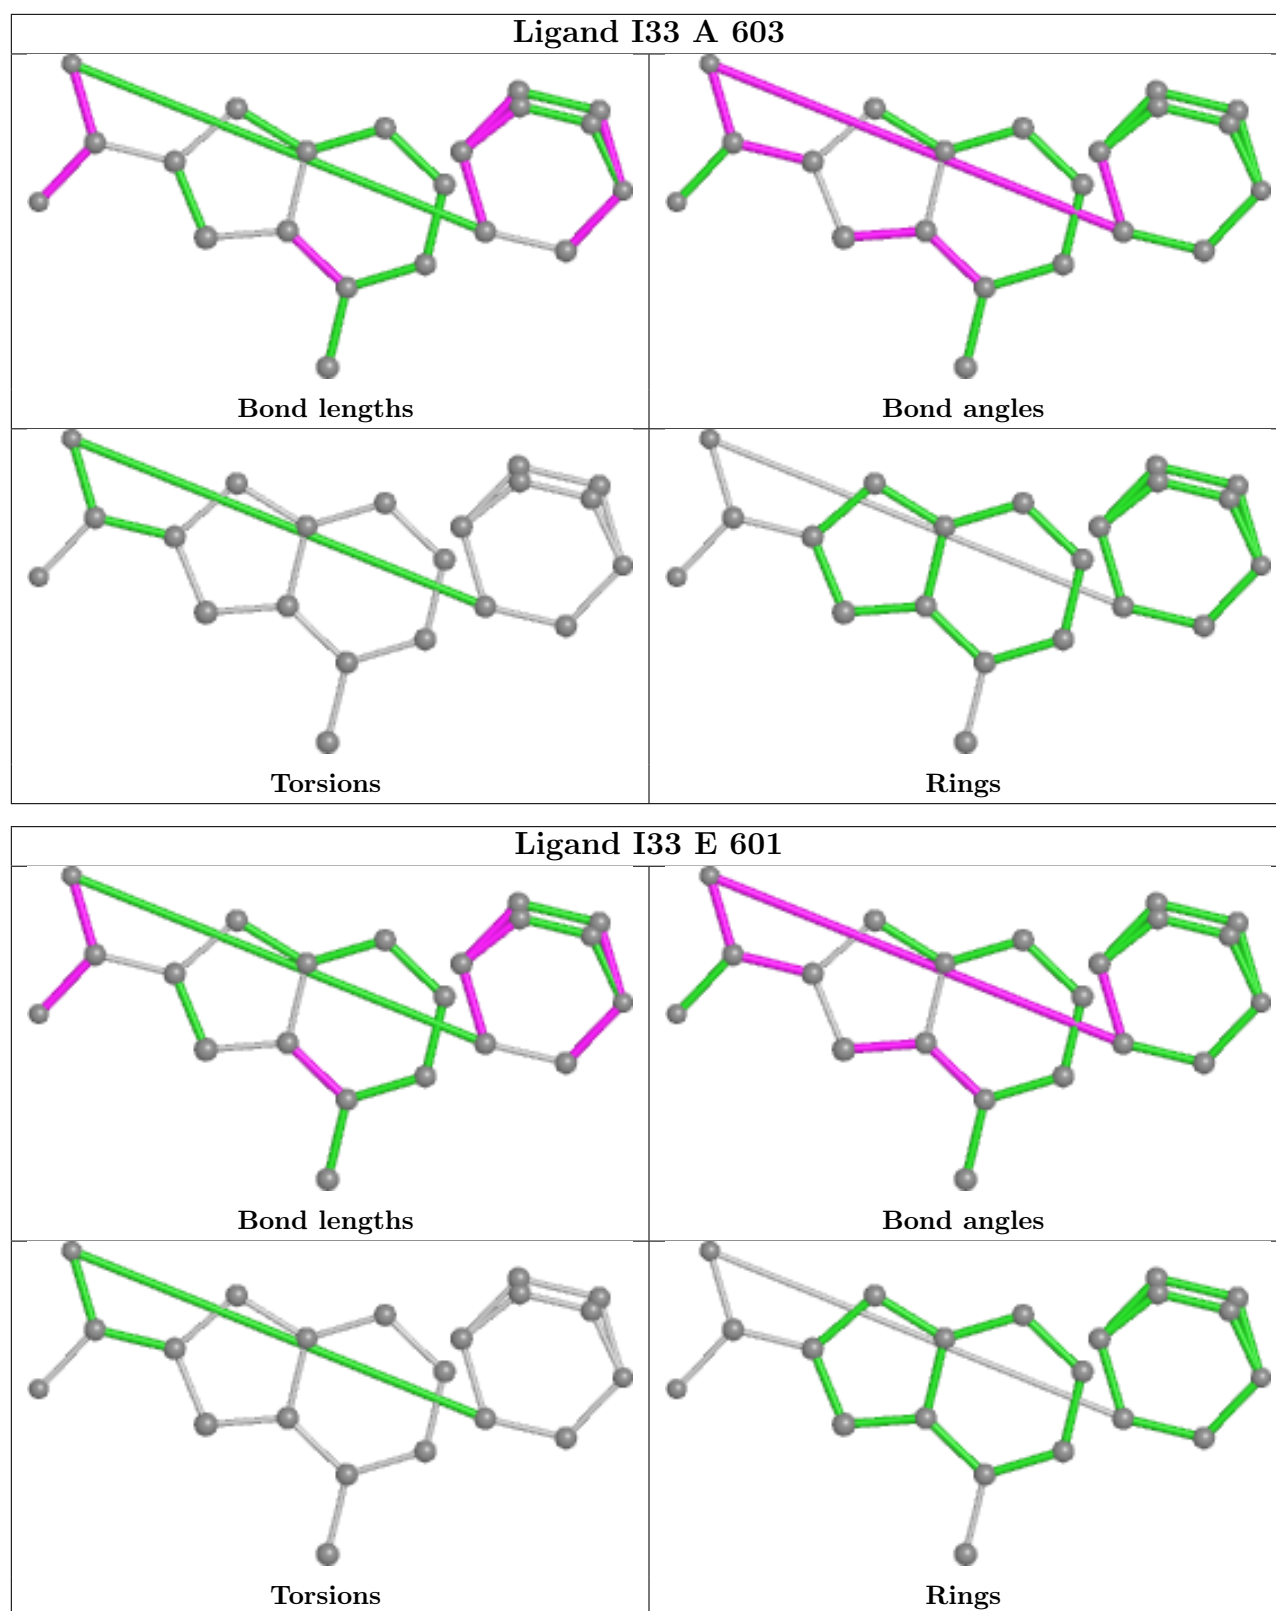 Ligand I33 A 603
Bond lengths
Bond angles
Torsions
Rings
Ligand I33 E 601
Bond lengths
Bond angles
Torsions
Rings